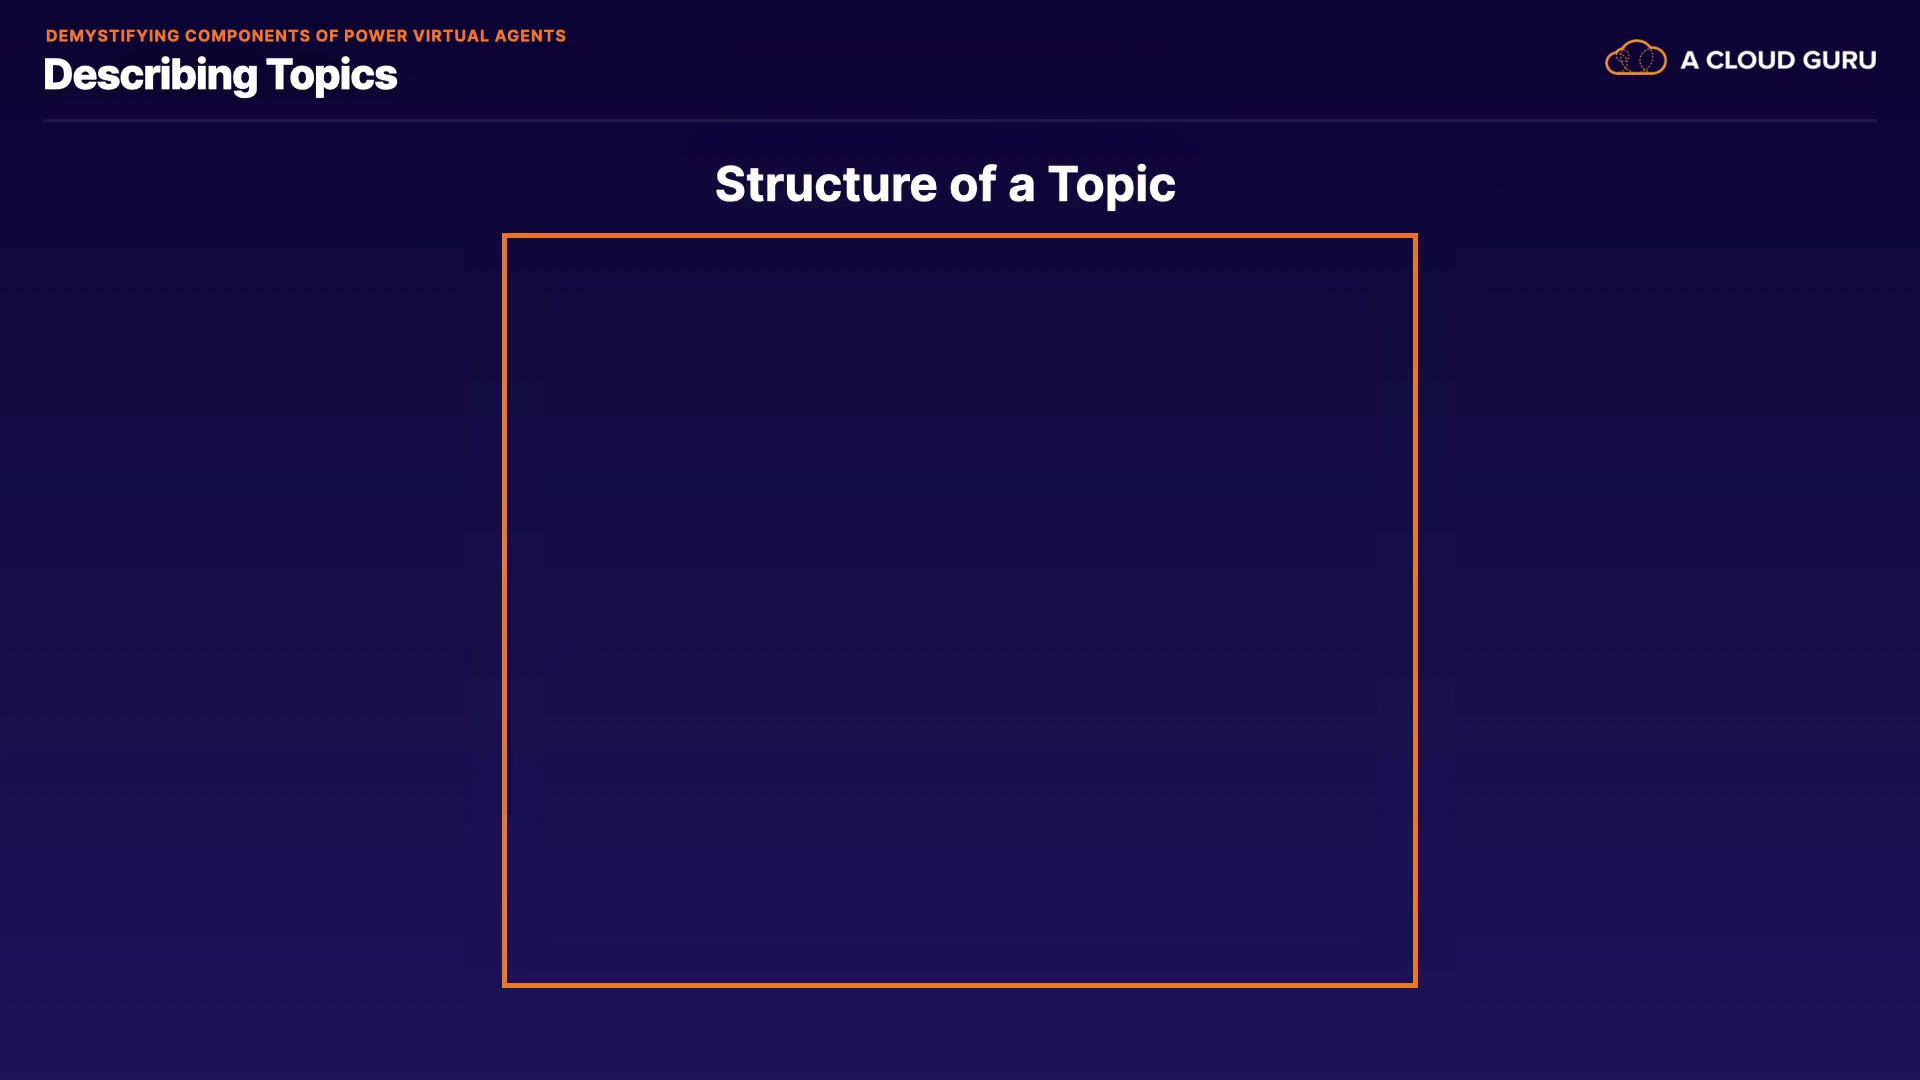 DEMYSTIFYING COMPONENTS OF POWER VIRTUAL AGENTS
Describing Topics
A CLOUD GURU
Structure of a Topic